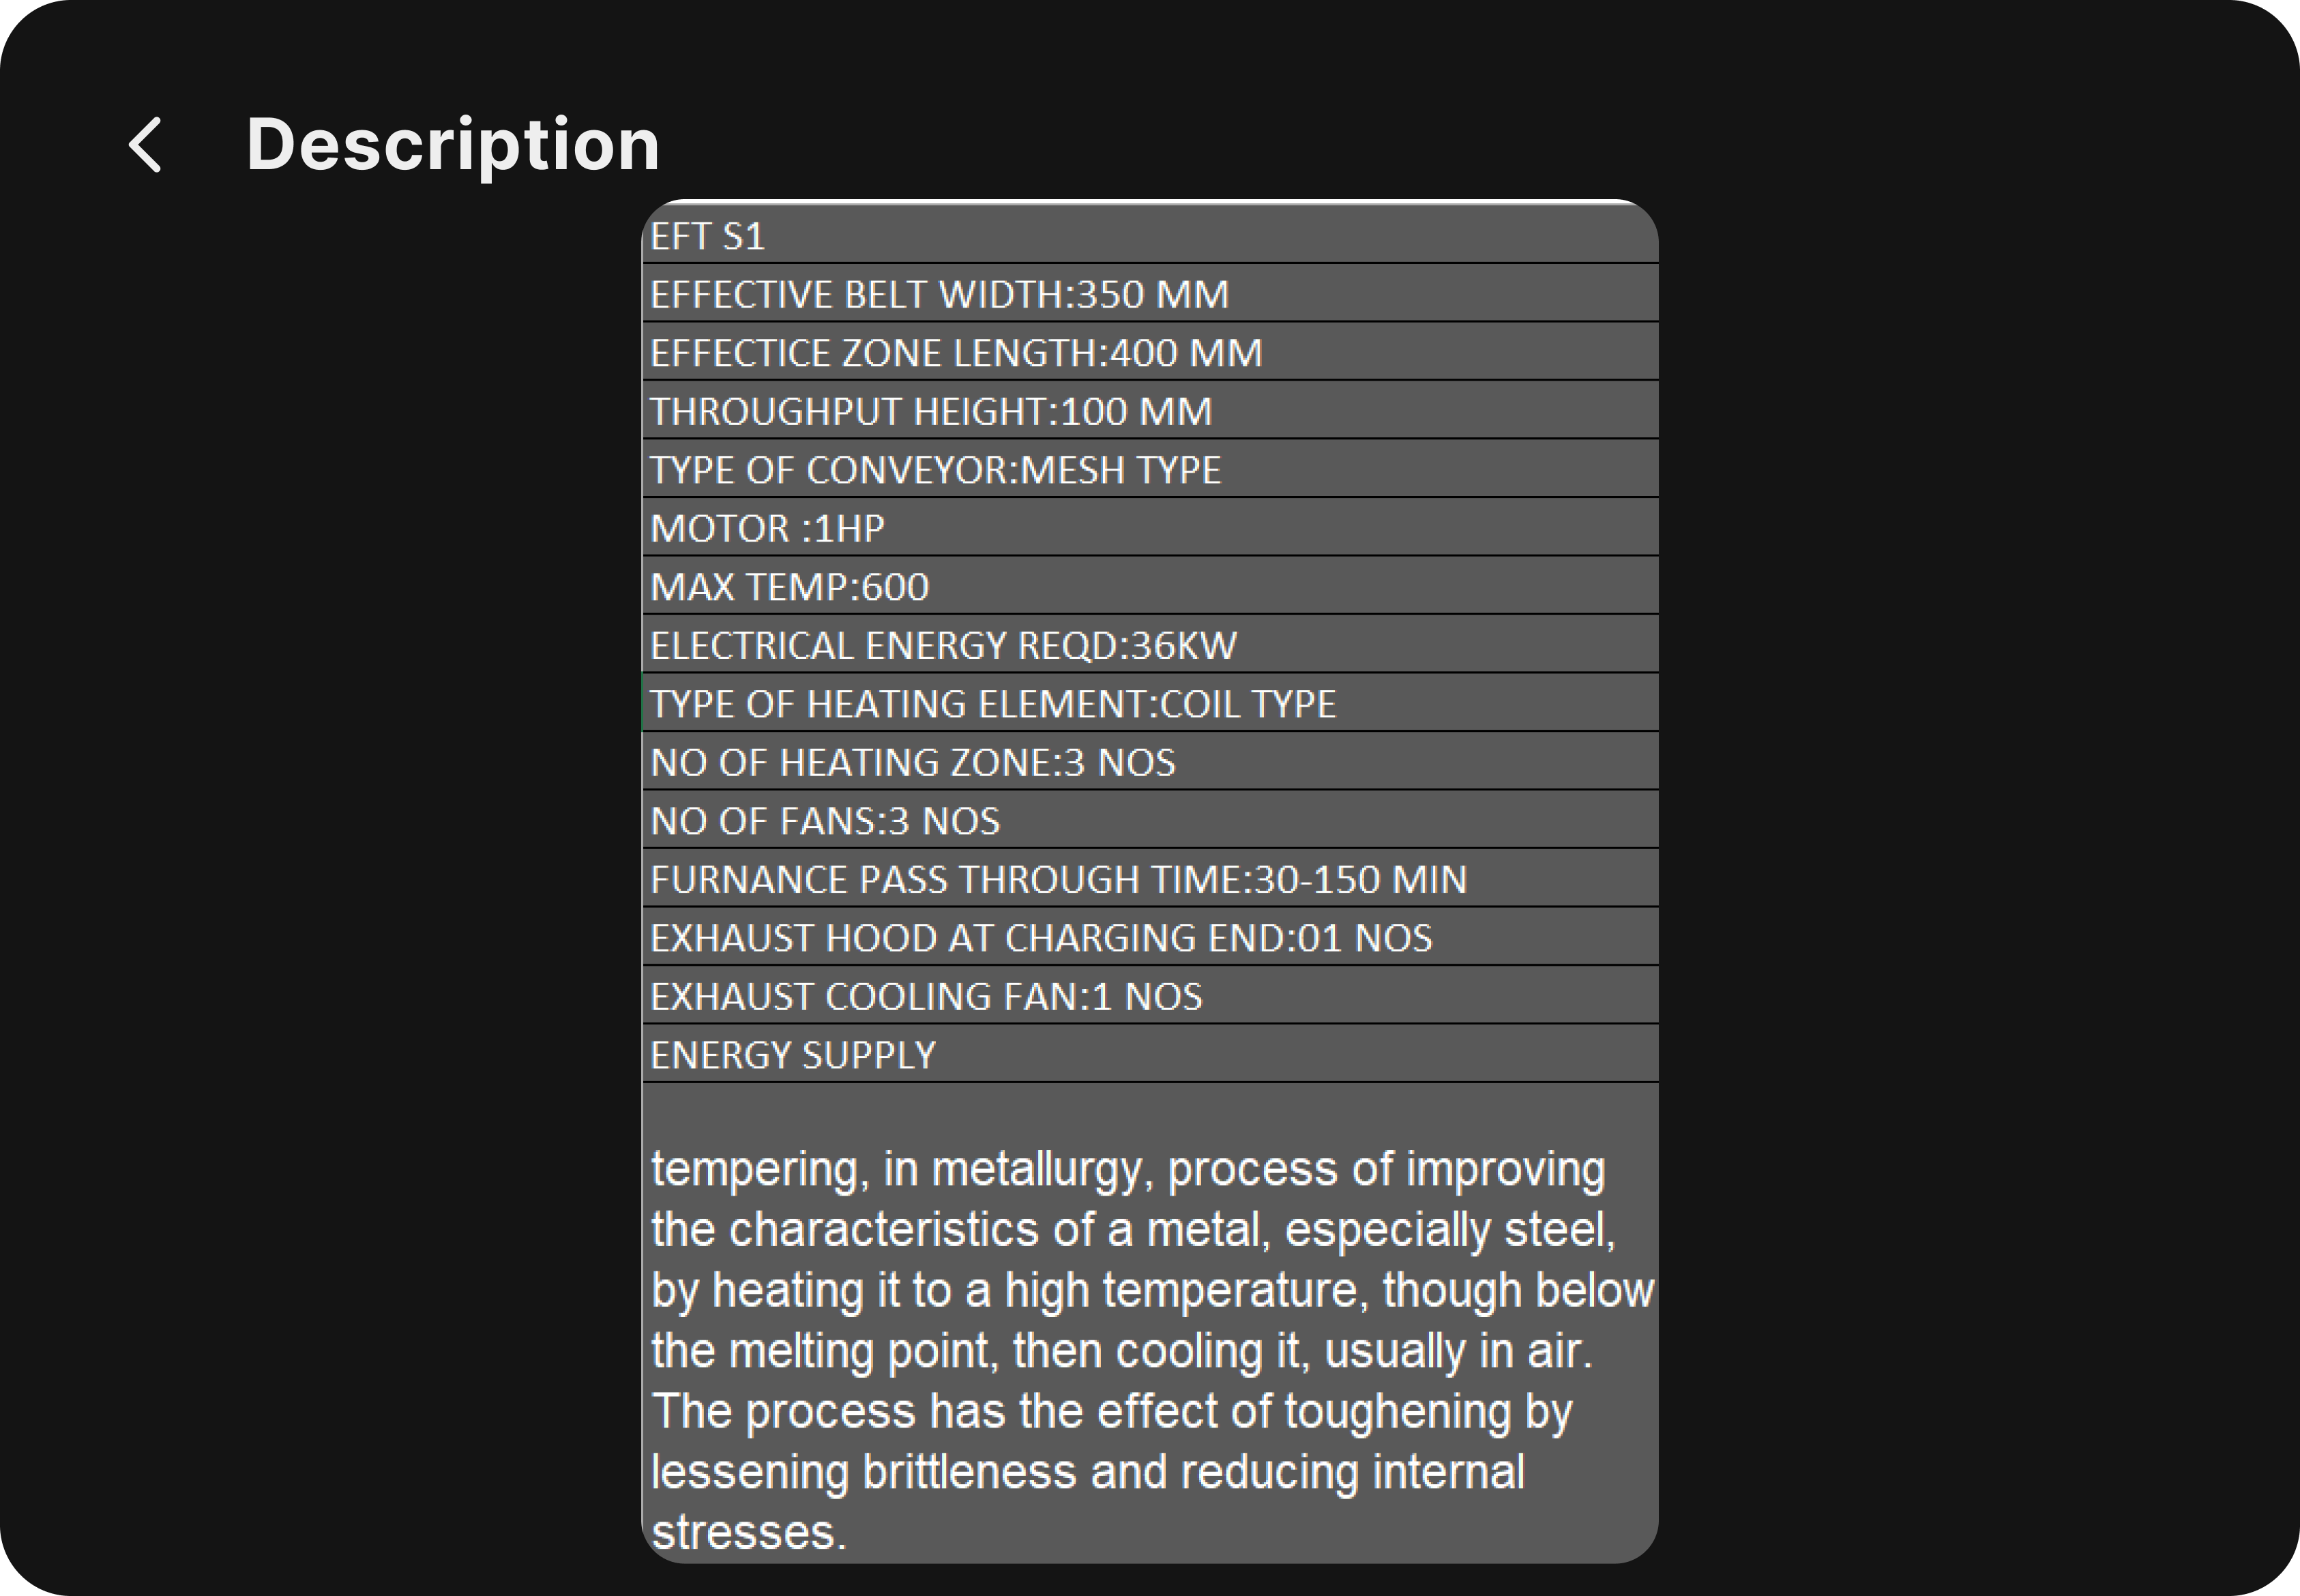 Description
EFT S1
EFFECTIVE BELT WIDTH:350 MM
EFFECTICE ZONE LENGTH:400 MM
THROUGHPUT HEIGHT:100 MM
TYPE OF CONVEYOR:MESH TYPE
MOTOR :1HP
MAX TEMP:600
ELECTRICAL ENERGY REQD:36KW
TYPE OF HEATING ELEMENT:COIL TYPE
NO OF HEATING ZONE:3 NOS
NO OF FANS:3 NOS
FURNANCE PASS THROUGH TIME:30-150 MIN
EXHAUST HOOD AT CHARGING END:01 NOS
EXHAUST COOLING FAN:1 NOS
ENERGY SUPPLY
tempering, in metallurgy, process of improving
the characteristics of a metal, especially steel,
by heating it to a high temperature, though below
the melting point, then cooling it, usually in air.
The process has the effect of toughening by
lessening brittleness and reducing internal
stresses.